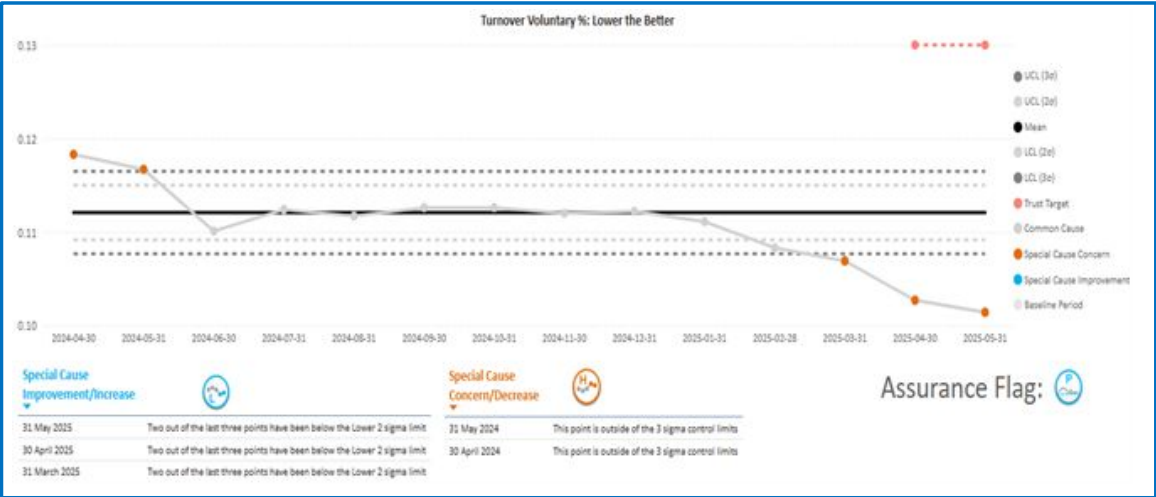 Turnover Voluntary %: Lower the Better
0.13
0.12
0.11
0.10
2024-04-30 2024-05-31 2024-06-30 2024-07-31 2024-08-31 2024-09-30 2024-10-31 2024-11-30 2024-12-31 2025-01-31 2025-02-28 2025-03-31 2025-04-30 2025-05-31
UCL (3σ)
UCL (2σ)
Mean
LCL (2σ)
LCL (3σ)
Trust Target
Common Cause
Special Cause Concern
Special Cause Improvement
Baseline Period
Special Cause
Improvement/Increase
L
31 May 2025 Two out of the last three points have been below the Lower 2 sigma limit
30 April 2025 Two out of the last three points have been below the Lower 2 sigma limit
31 March 2025 Two out of the last three points have been below the Lower 2 sigma limit
Special Cause
Concern/Decrease
H
31 May 2024 This point is outside of the 3 sigma control limits
30 April 2024 This point is outside of the 3 sigma control limits
Assurance Flag:
P